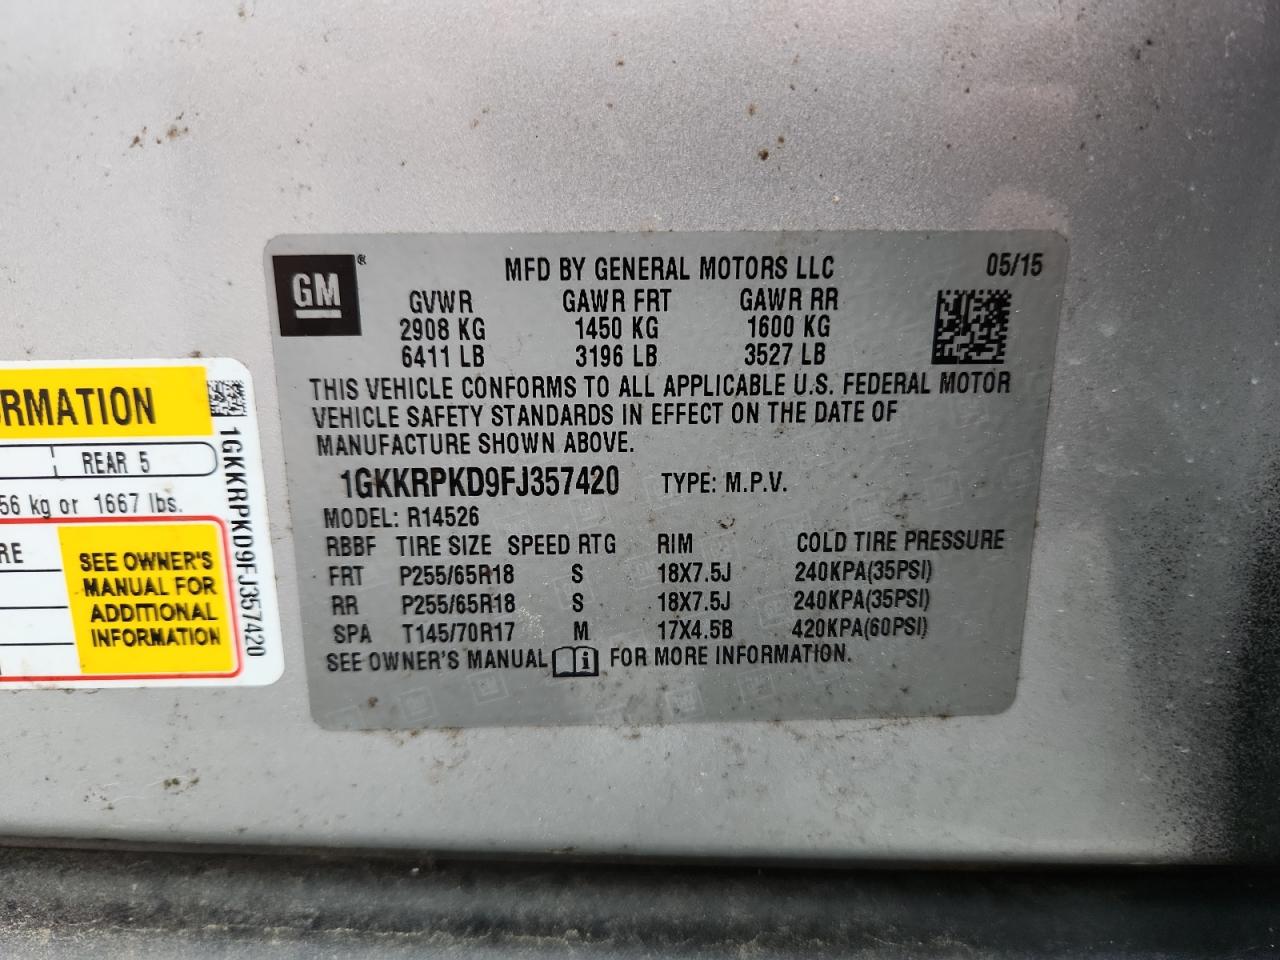 GM®
MFD BY GENERAL MOTORS LLC 05/15
GVWR GAWR FRT GAWR RR
2908 KG 1450 KG 1600 KG
6411 LB 3196 LB 3527 LB
THIS VEHICLE CONFORMS TO ALL APPLICABLE U.S. FEDERAL MOTOR
VEHICLE SAFETY STANDARDS IN EFFECT ON THE DATE OF
MANUFACTURE SHOWN ABOVE.
1GKKRPKD9FJ357420 TYPE: M.P.V.
MODEL: R14526
RBBF TIRE SIZE SPEED RTG RIM COLD TIRE PRESSURE
FRT P255/65R18 S 18X7.5J 240KPA(35PSI)
RR P255/65R18 S 18X7.5J 240KPA(35PSI)
SPA T145/70R17 M 17X4.5B 420KPA(60PSI)
SEE OWNER'S MANUAL FOR MORE INFORMATION.
RMATION
REAR 5
56 kg or 1667 lbs.
RE
SEE OWNER'S
MANUAL FOR
ADDITIONAL
INFORMATION
1GKKRPKD9FJ357420